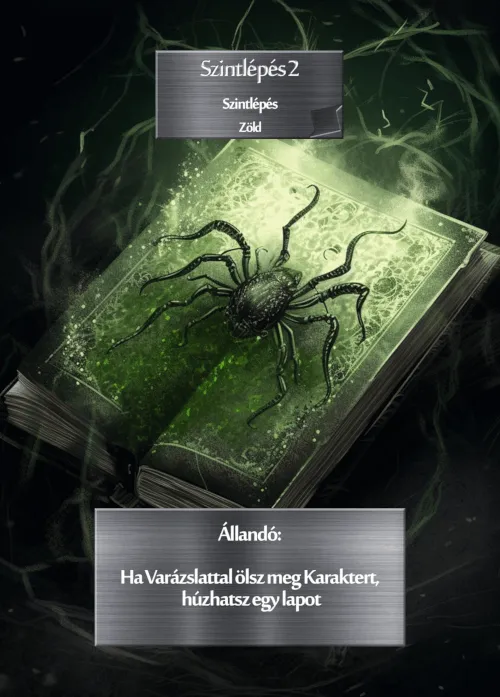 Szintlépés 2
Szintlépés
Zöld
Állandó:
Ha Varázslattal ölsz meg Karaktert,
húzhatsz egy lapot